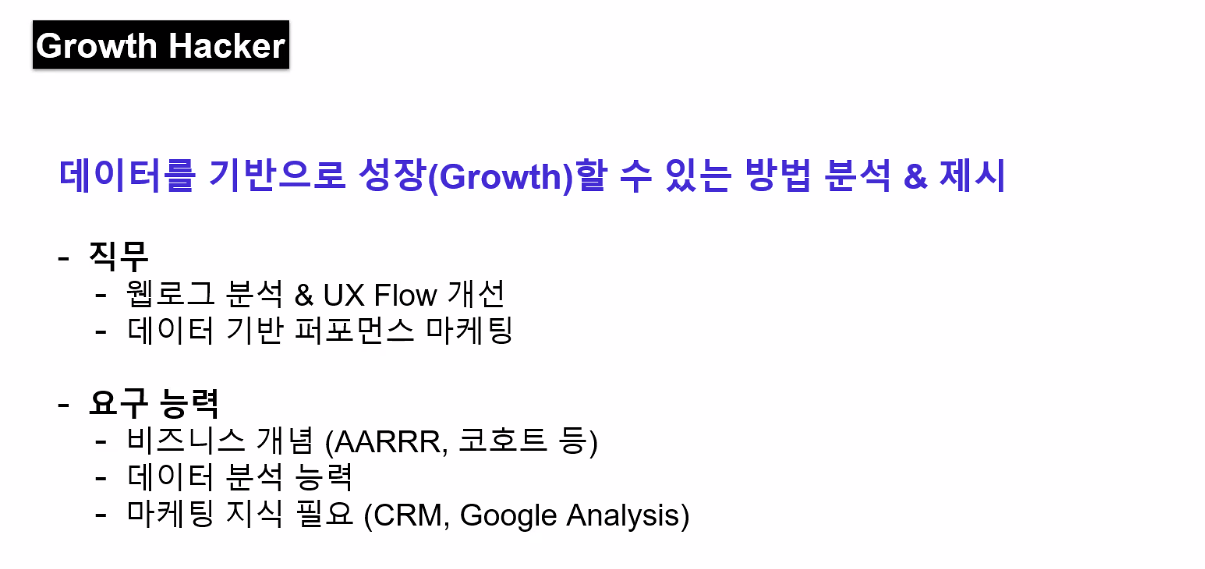 Growth Hacker
데이터를 기반으로 성장(Growth)할 수 있는 방법 분석 & 제시
- 직무
- 웹로그 분석 & UX Flow 개선
- 데이터 기반 퍼포먼스 마케팅
- 요구 능력
- 비즈니스 개념 (AARRR, 코호트 등)
- 데이터 분석 능력
- 마케팅 지식 필요 (CRM, Google Analysis)